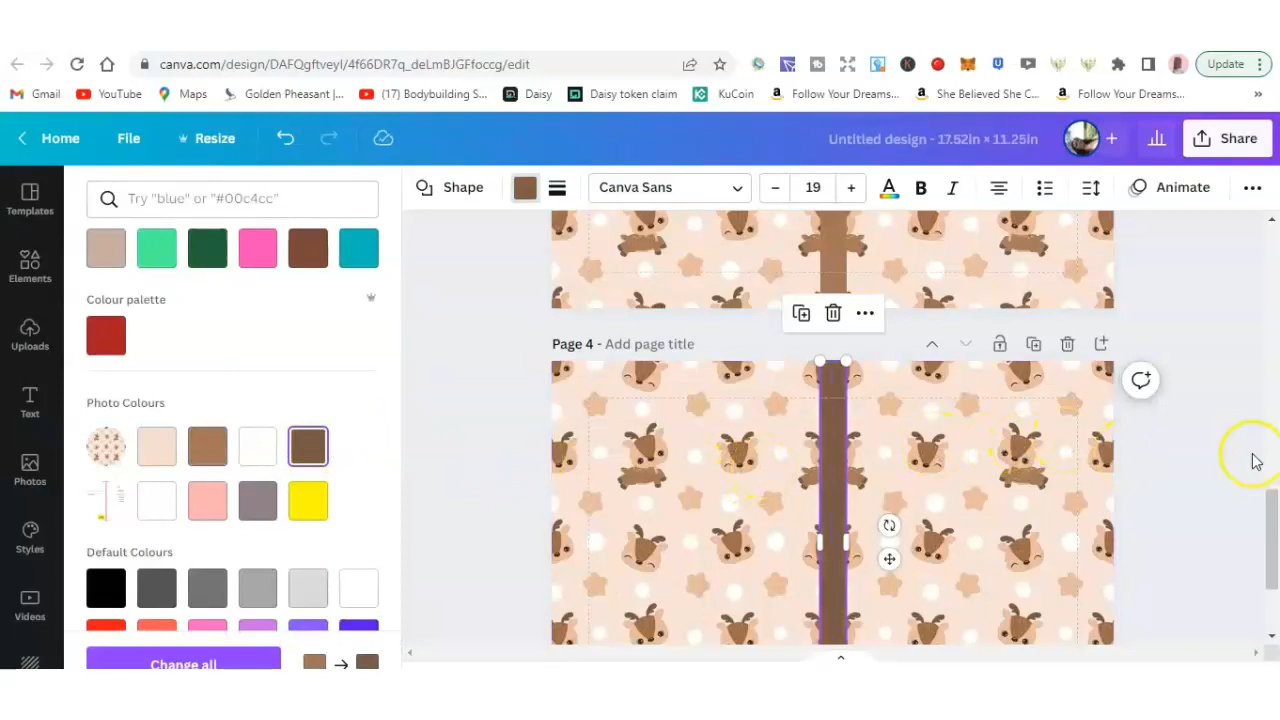 canva.com/design/DAFQgftveyI/4f66DR7q_deLmBJGFfoccg/edit
Update
Gmail
YouTube
Maps
Golden Pheasant |...
(17) Bodybuilding S...
Daisy
Daisy token claim
KuCoin
Follow Your Dreams...
She Believed She C...
Follow Your Dreams...
»
Home
File
Resize
Untitled design - 17.52in × 11.25in
+
Share
Templates
Elements
Uploads
Text
Photos
Styles
Videos
Try "blue" or "#00c4cc"
Colour palette
Photo Colours
Default Colours
Change all
Shape
Canva Sans
– 19 +
A
B
I
Animate
Page 4 - Add page title